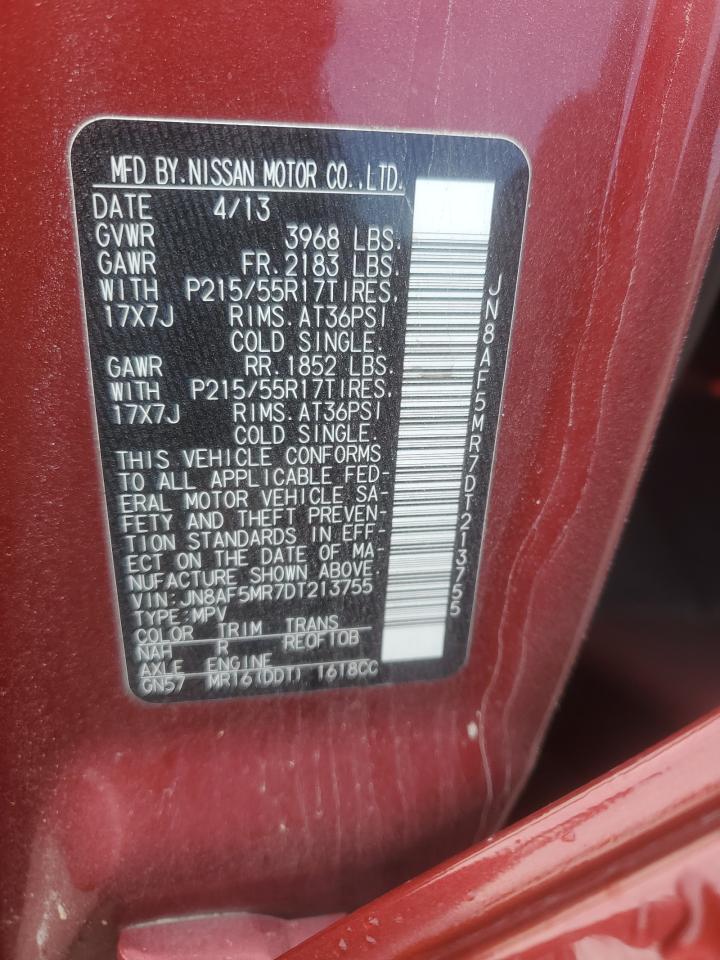 MFD BY.NISSAN MOTOR CO.,LTD.
DATE 4/13
GVWR 3968 LBS.
GAWR FR.2183 LBS.
WITH P215/55R17TIRES,
17X7J RIMS.AT36PSI
COLD SINGLE.
GAWR RR.1852 LBS.
WITH P215/55R17TIRES,
17X7J RIMS.AT36PSI
COLD SINGLE.
THIS VEHICLE CONFORMS
TO ALL APPLICABLE FED-
ERAL MOTOR VEHICLE SA-
FETY AND THEFT PREVEN-
TION STANDARDS IN EFF-
ECT ON THE DATE OF MA-
NUFACTURE SHOWN ABOVE.
VIN:JN8AF5MR7DT213755
TYPE:MPV
COLOR TRIM TRANS
NAH R RE0F10B
AXLE ENGINE
GN57 MR16(DDT) 1618CC
JN8AF5MR7DT213755